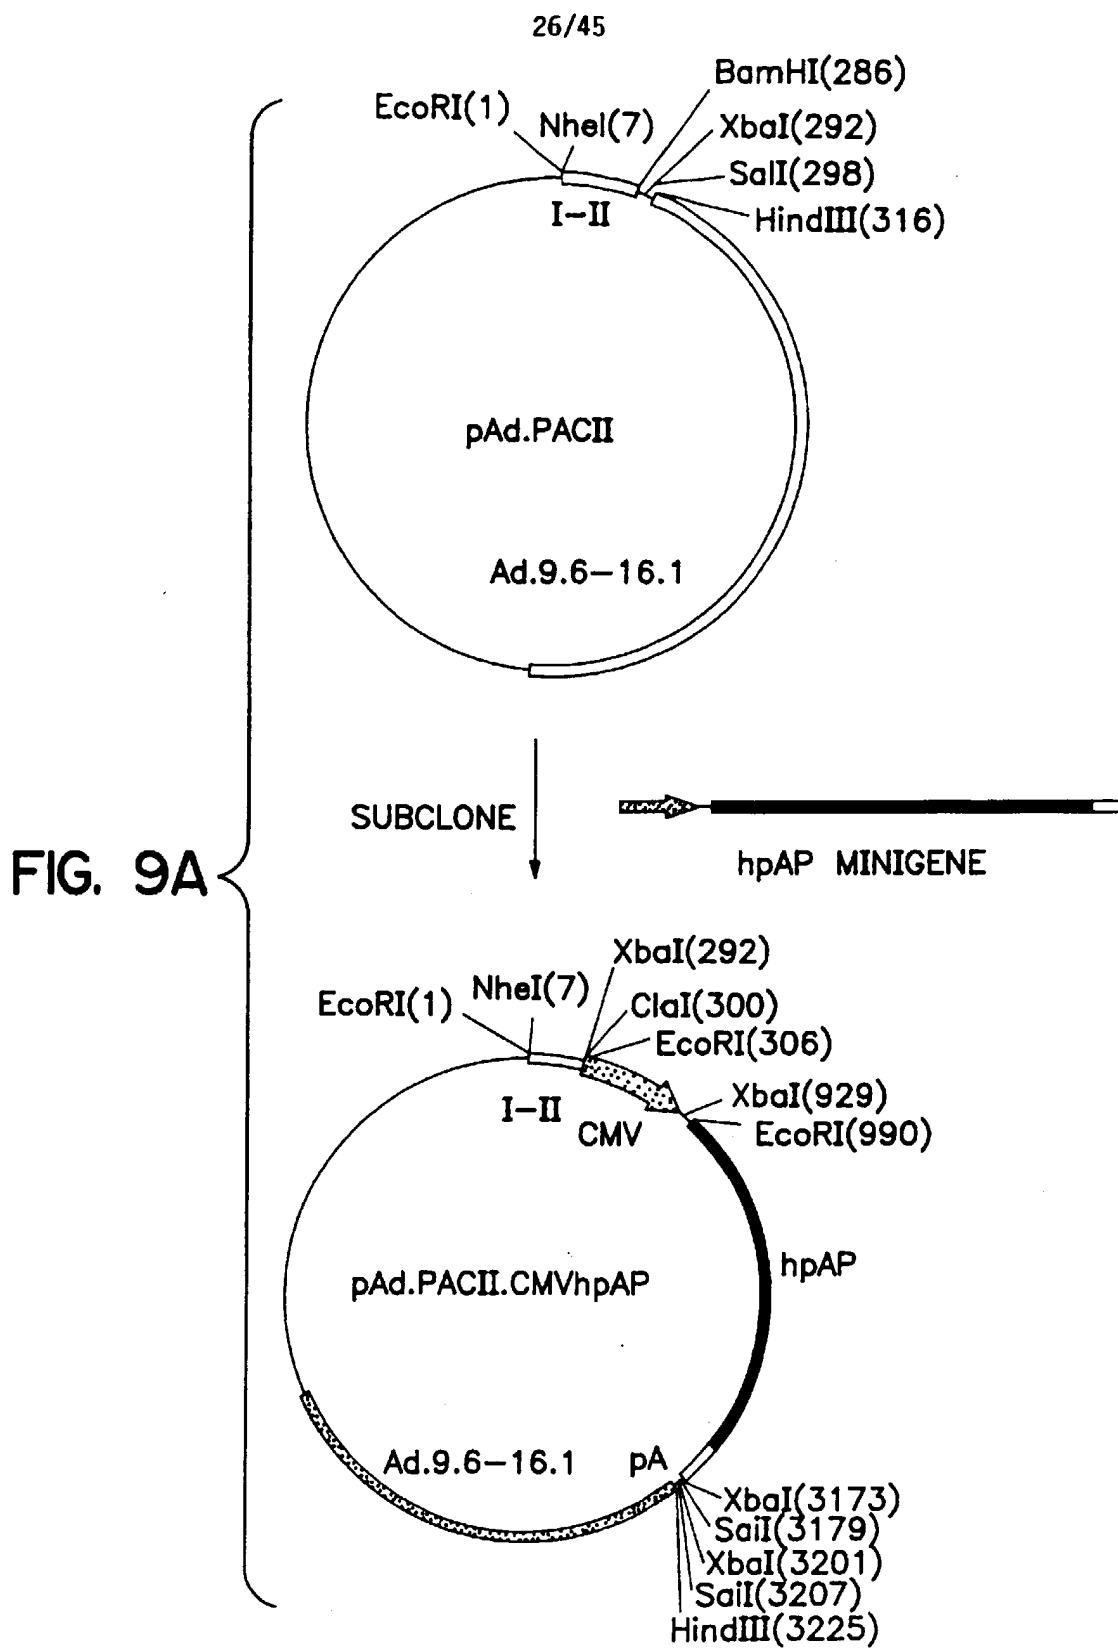 26/45
BamHI(286)
EcoRI(1)
NheI(7)
XbaI(292)
SalI(298)
HindIII(316)
I-II
pAd.PACII
Ad.9.6-16.1
SUBCLONE
hpAP MINIGENE
FIG. 9A
XbaI(292)
NheI(7)
EcoRI(1)
ClaI(300)
EcoRI(306)
XbaI(929)
I-II
CMV
EcoRI(990)
hpAP
pAd.PACII.CMVhpAP
Ad.9.6-16.1
pA
XbaI(3173)
SaiI(3179)
XbaI(3201)
SaiI(3207)
HindIII(3225)